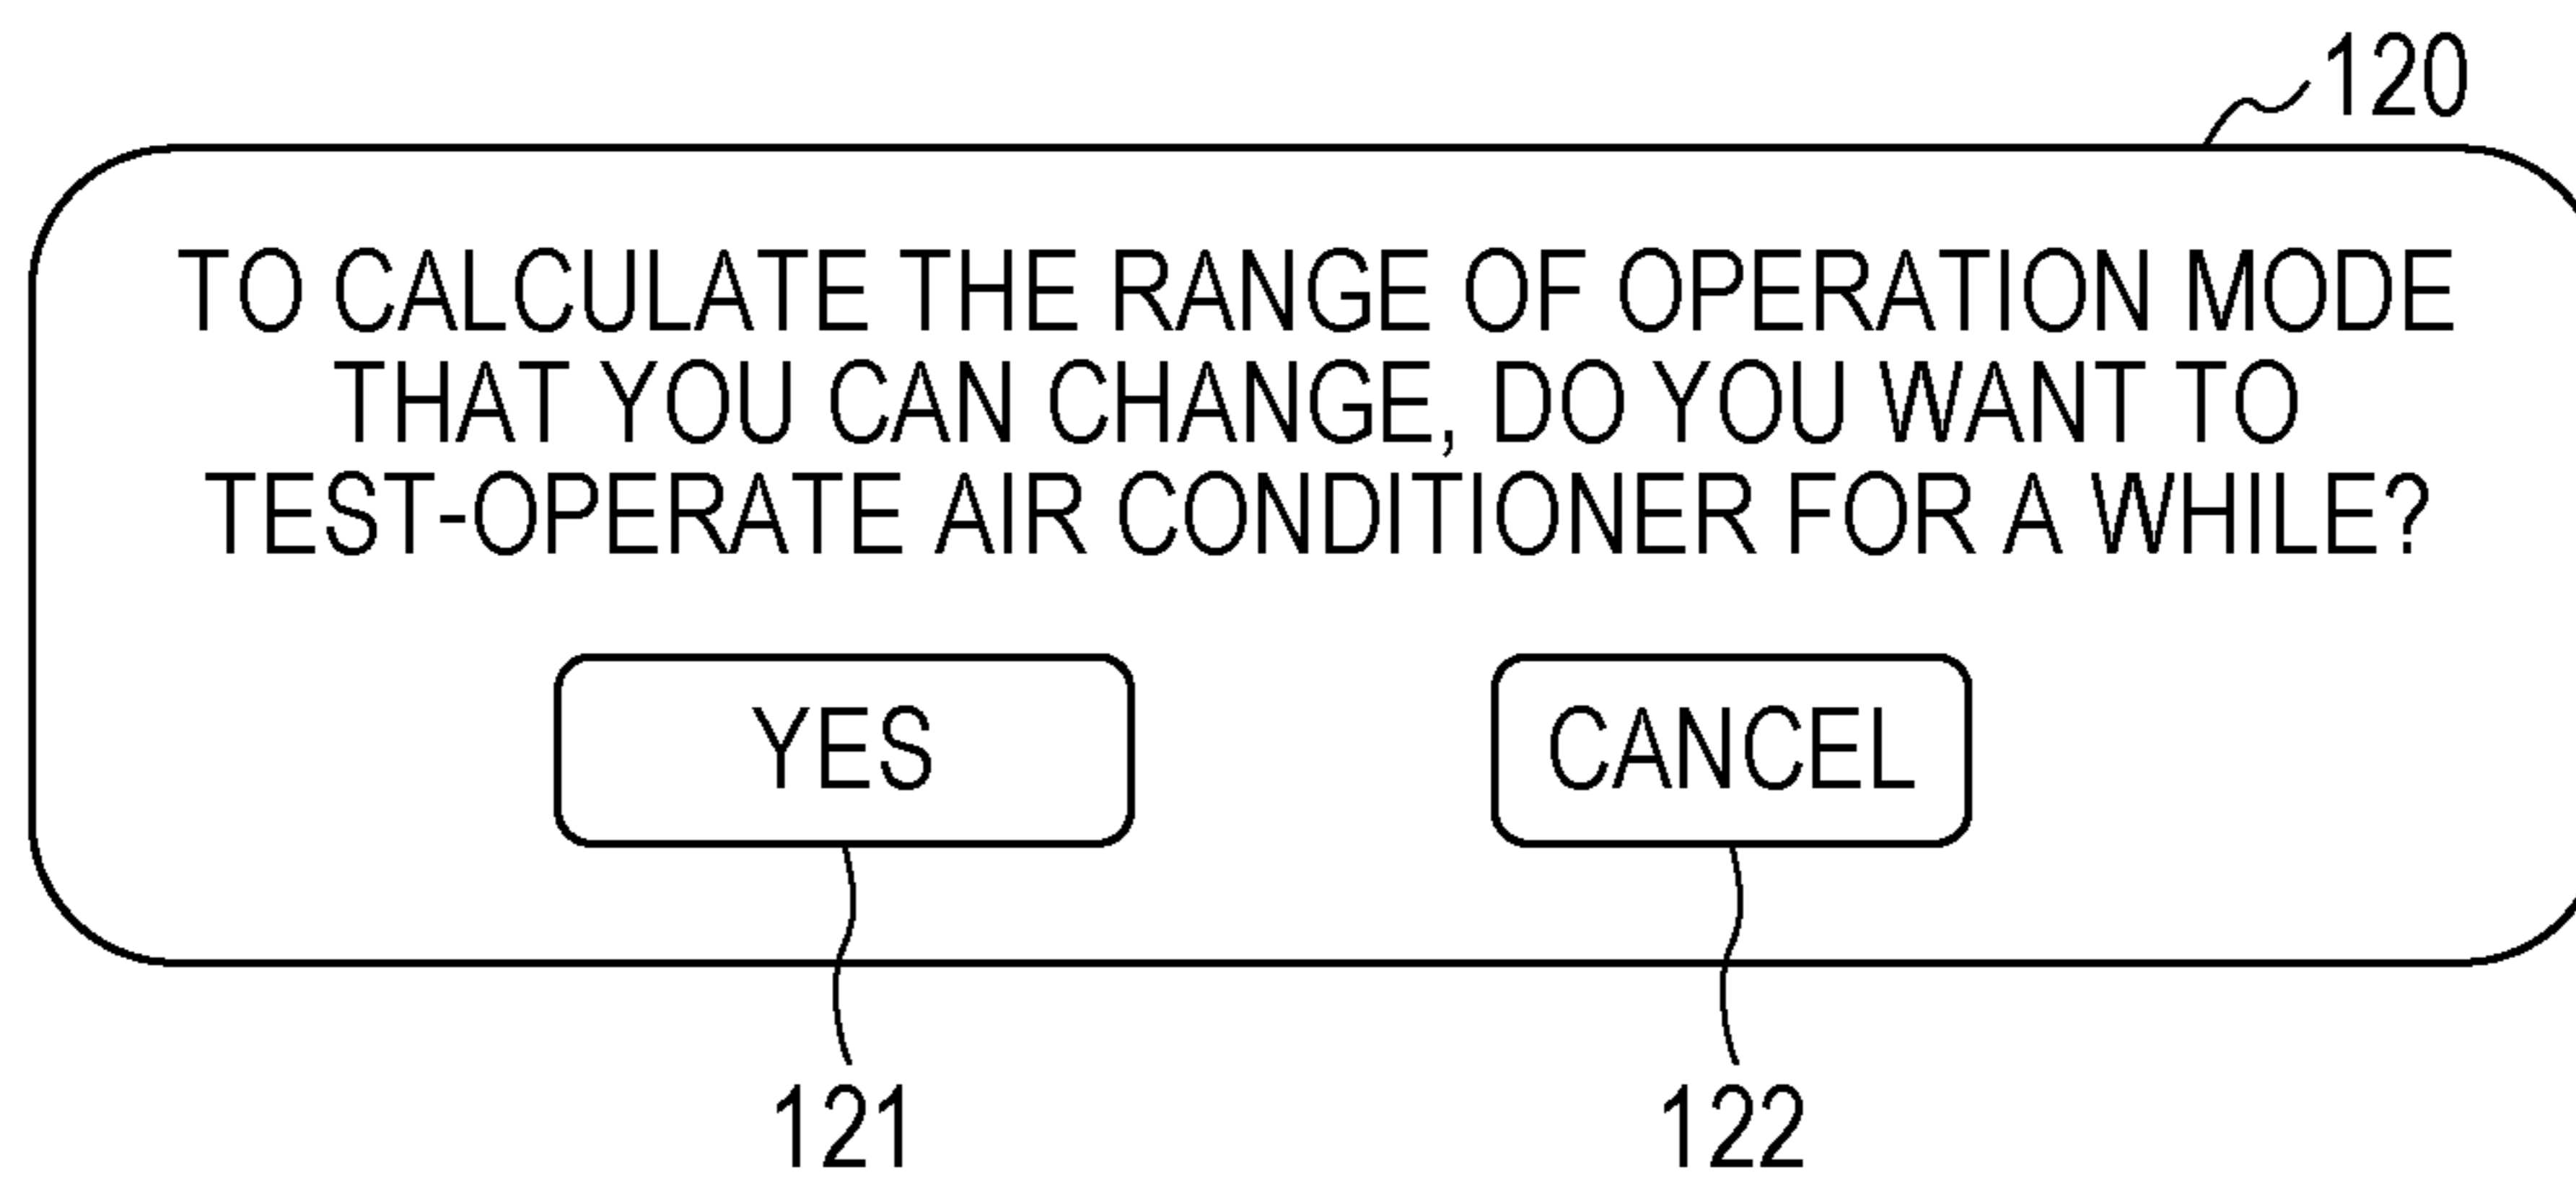 120
TO CALCULATE THE RANGE OF OPERATION MODE
THAT YOU CAN CHANGE, DO YOU WANT TO
TEST-OPERATE AIR CONDITIONER FOR A WHILE?
YES
CANCEL
121
122